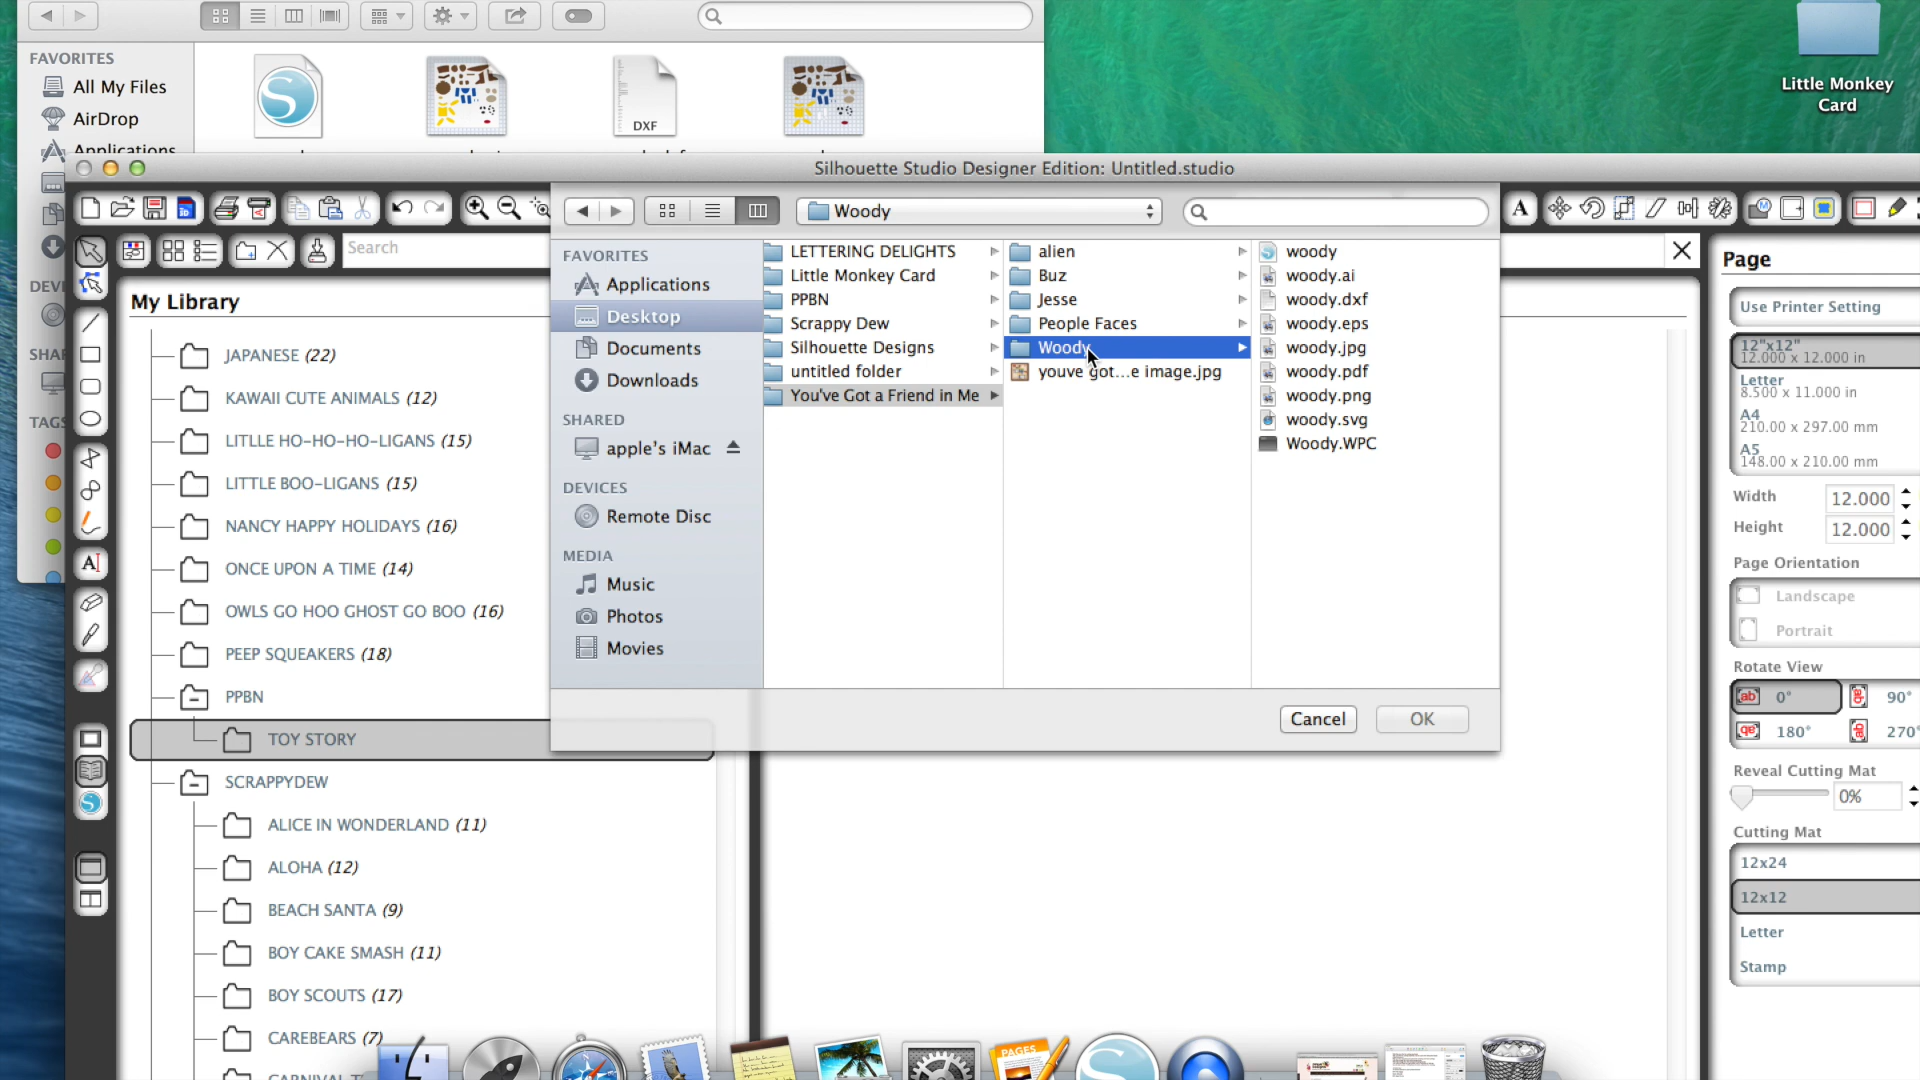 FAVORITES
All My Files
AirDrop
Applications
DXF
Little Monkey
Card
Silhouette Studio Designer Edition: Untitled.studio
Woody
Search
FAVORITES
Applications
Desktop
Documents
Downloads
SHARED
apple's iMac
DEVICES
Remote Disc
MEDIA
Music
Photos
Movies
LETTERING DELIGHTS
Little Monkey Card
PPBN
Scrappy Dew
Silhouette Designs
untitled folder
You've Got a Friend in Me
alien
Buz
Jesse
People Faces
Woody
youve got...e image.jpg
woody
woody.ai
woody.dxf
woody.eps
woody.jpg
woody.pdf
woody.png
woody.svg
Woody.WPC
Cancel
OK
DEVI
SHA
TAGS
My Library
JAPANESE (22)
KAWAII CUTE ANIMALS (12)
LITLLE HO-HO-HO-LIGANS (15)
LITTLE BOO-LIGANS (15)
NANCY HAPPY HOLIDAYS (16)
ONCE UPON A TIME (14)
OWLS GO HOO GHOST GO BOO (16)
PEEP SQUEAKERS (18)
PPBN
TOY STORY
SCRAPPYDEW
ALICE IN WONDERLAND (11)
ALOHA (12)
BEACH SANTA (9)
BOY CAKE SMASH (11)
BOY SCOUTS (17)
CAREBEARS (7)
Page
Use Printer Setting
12"x12"
12.000 x 12.000 in
Letter
8.500 x 11.000 in
A4
210.00 x 297.00 mm
A5
148.00 x 210.00 mm
Width 12.000
Height 12.000
Page Orientation
Landscape
Portrait
Rotate View
0° 90°
180° 270°
Reveal Cutting Mat
0%
Cutting Mat
12x24
12x12
Letter
Stamp
PAGES